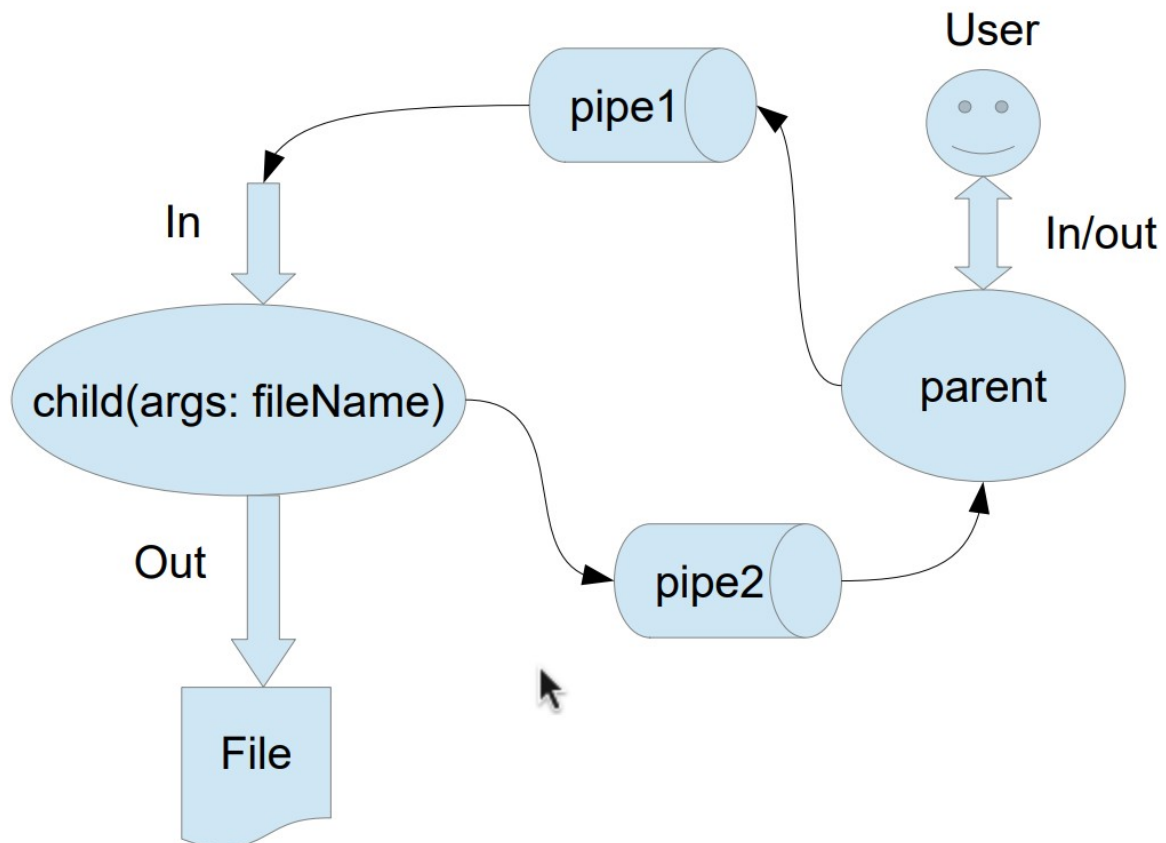 User
pipe1
In
In/out
child(args: fileName)
parent
Out
pipe2
File